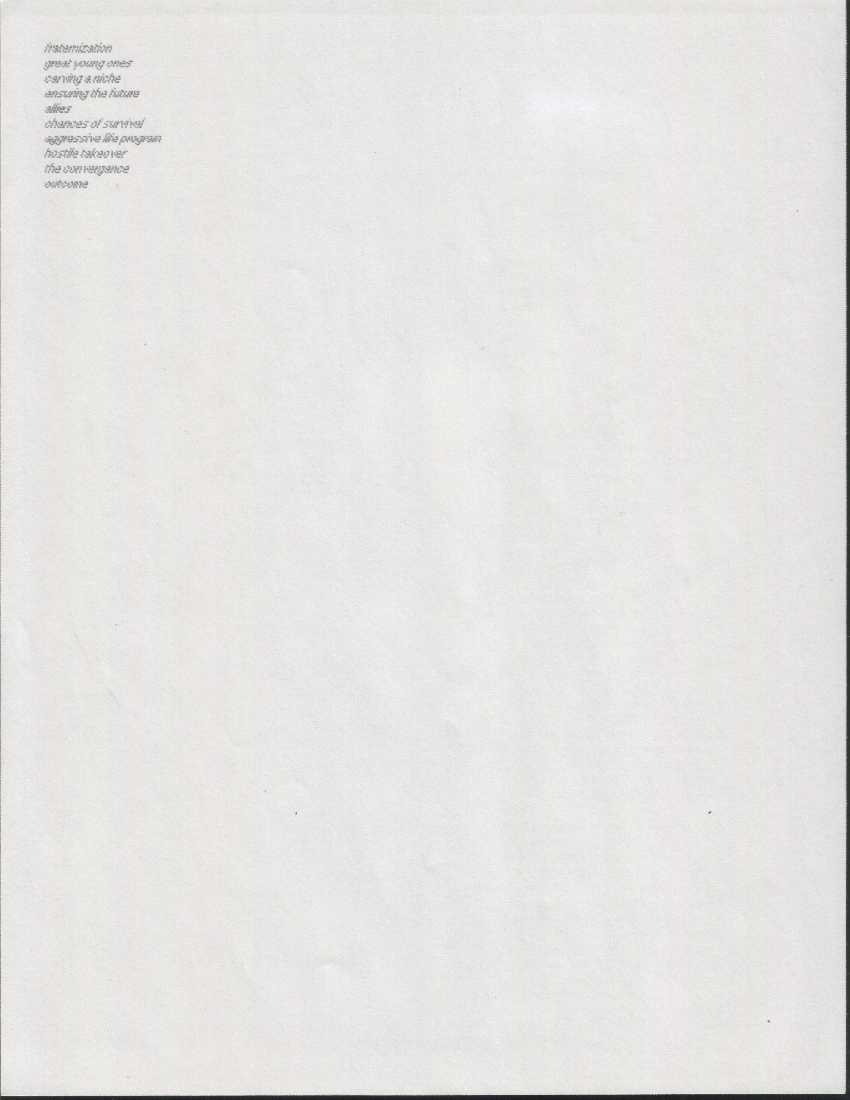 fraternization
great young ones
carving a niche
ensuring the future
allies
chances of survival
aggressive life program
hostile takeover
the convergance
outcome